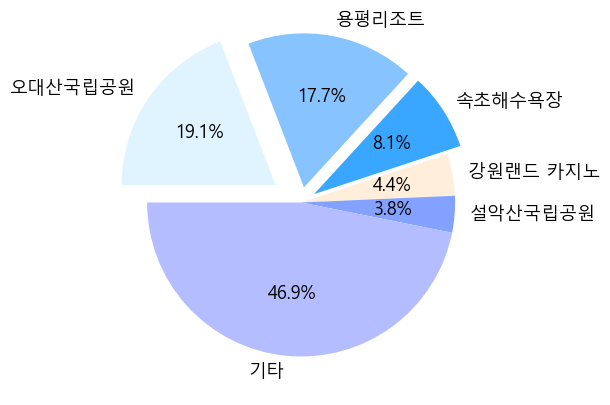 용평리조트
오대산국립공원
속초해수욕장
17.7%
19.1%
8.1%
강원랜드 카지노
4.4%
3.8%
설악산국립공원
46.9%
기타